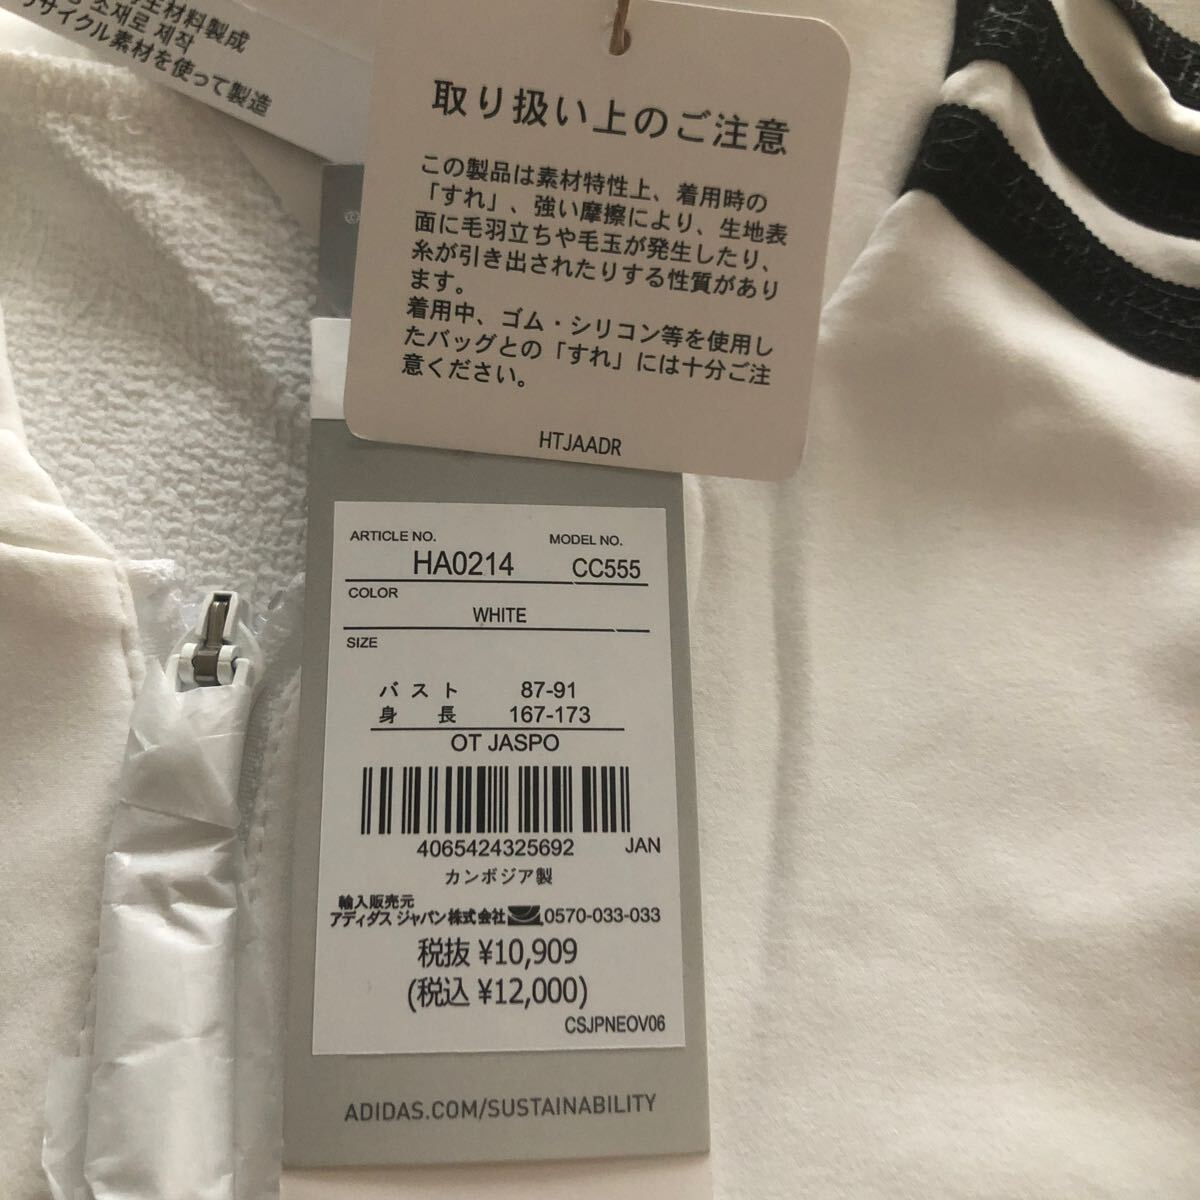 生材料製成
소재로 제작
サイクル素材を使って製造
取り扱い上のご注意
この製品は素材特性上、着用時の
「すれ」、強い摩擦により、生地表
面に毛羽立ちや毛玉が発生したり、
糸が引き出されたりする性質があり
ます。
着用中、ゴム・シリコン等を使用し
たバッグとの「すれ」には十分ご注
意ください。
HTJAADR
ARTICLE NO. MODEL NO.
HA0214 CC555
COLOR
WHITE
SIZE
バスト 87-91
身長 167-173
OT JASPO
4065424325692 JAN
カンボジア製
輸入販売元
アディダス ジャパン株式会社 0570-033-033
税抜 ¥10,909
(税込 ¥12,000)
CSJPNEOV06
ADIDAS.COM/SUSTAINABILITY